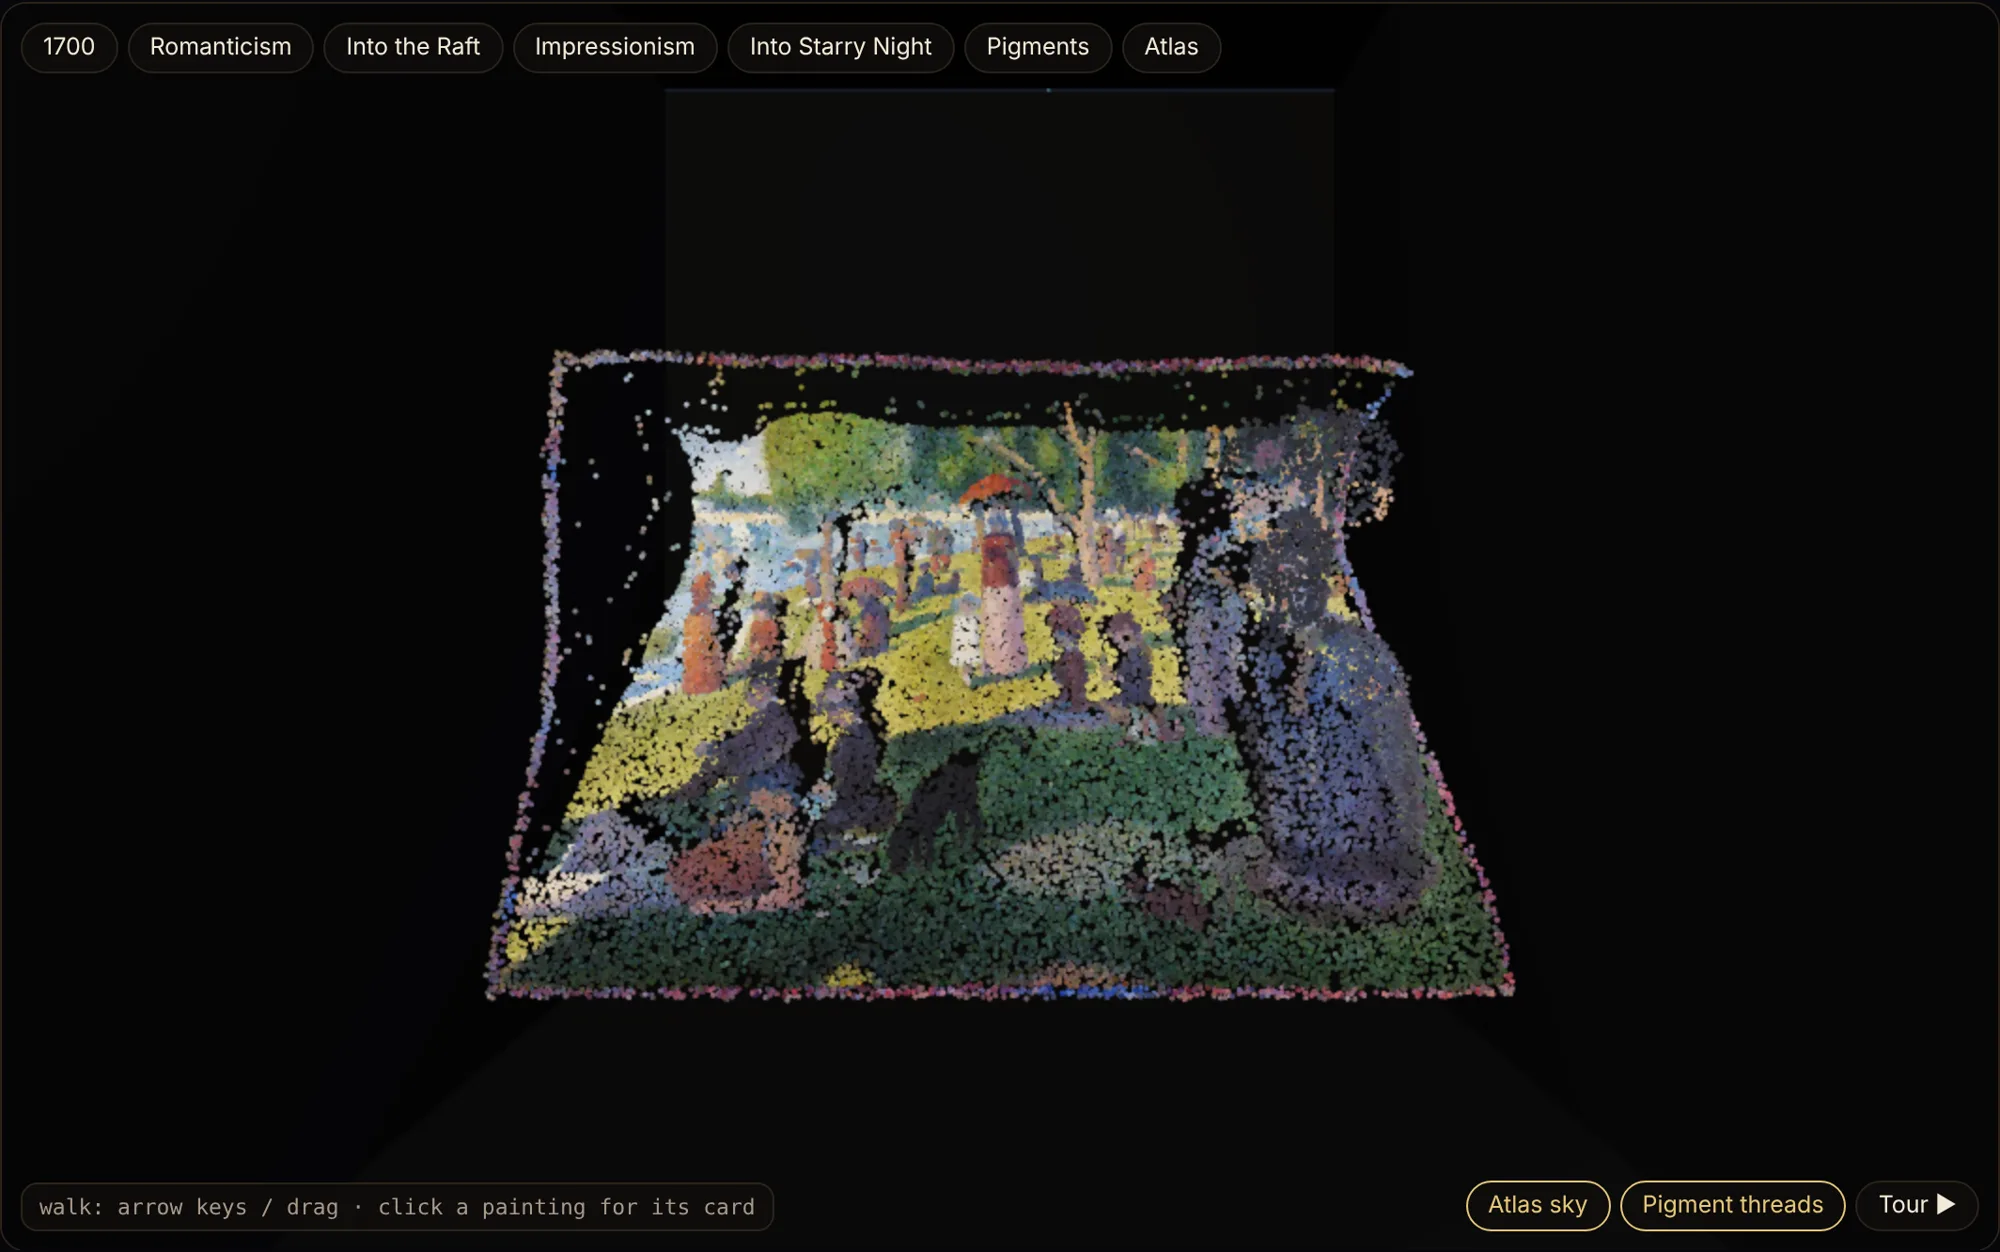 1700 Romanticism Into the Raft Impressionism Into Starry Night Pigments Atlas
walk: arrow keys / drag · click a painting for its card
Atlas sky Pigment threads Tour ▶